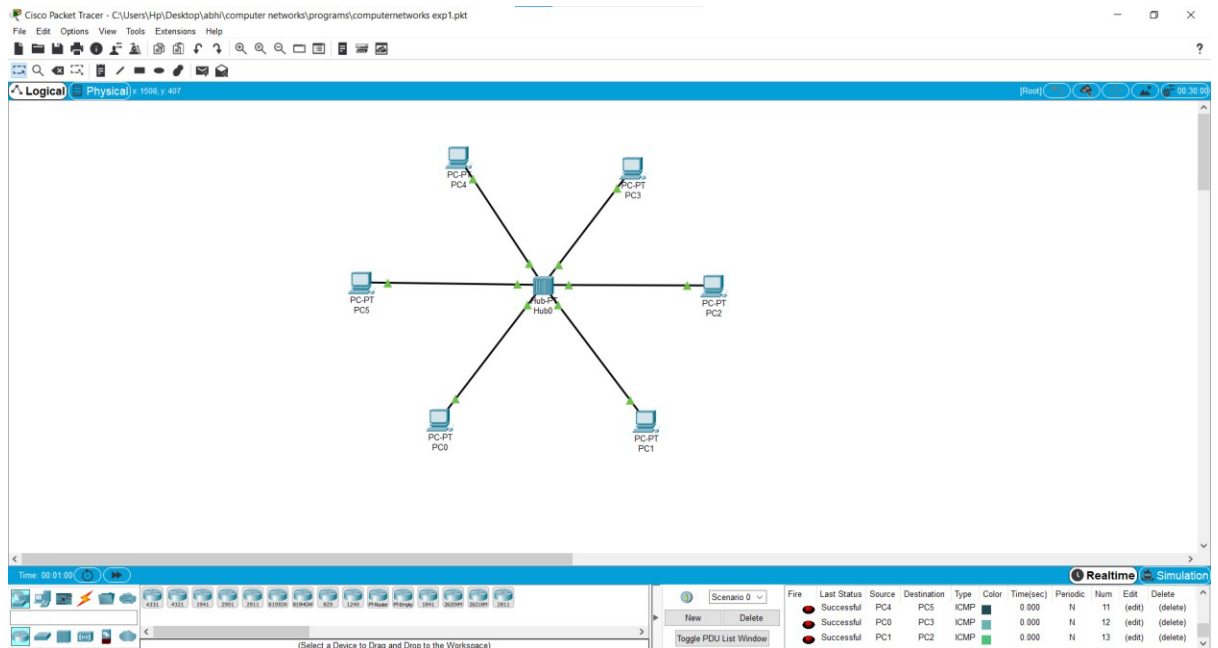 Cisco Packet Tracer - C:\Users\Hp\Desktop\abhi\computer networks\programs\computernetworks exp1.pkt
File Edit Options View Tools Extensions Help
?
Logical Physical x: 1508, y: 407 [Root] 00:30:00
PC-PT
PC4
PC-PT
PC3
PC-PT
PC5
Hub-PT
Hub0
PC-PT
PC2
PC-PT
PC0
PC-PT
PC1
Time: 00:01:00 Realtime Simulation
4331 4321 1941 2901 2911 819IOX 819HGW 829 1240 PT-Router PT-Empty 1841 2620XM 2621XM 2811
(Select a Device to Drag and Drop to the Workspace)
Scenario 0
New Delete
Toggle PDU List Window
Fire Last Status Source Destination Type Color Time(sec) Periodic Num Edit Delete
Successful PC4 PC5 ICMP 0.000 N 11 (edit) (delete)
Successful PC0 PC3 ICMP 0.000 N 12 (edit) (delete)
Successful PC1 PC2 ICMP 0.000 N 13 (edit) (delete)